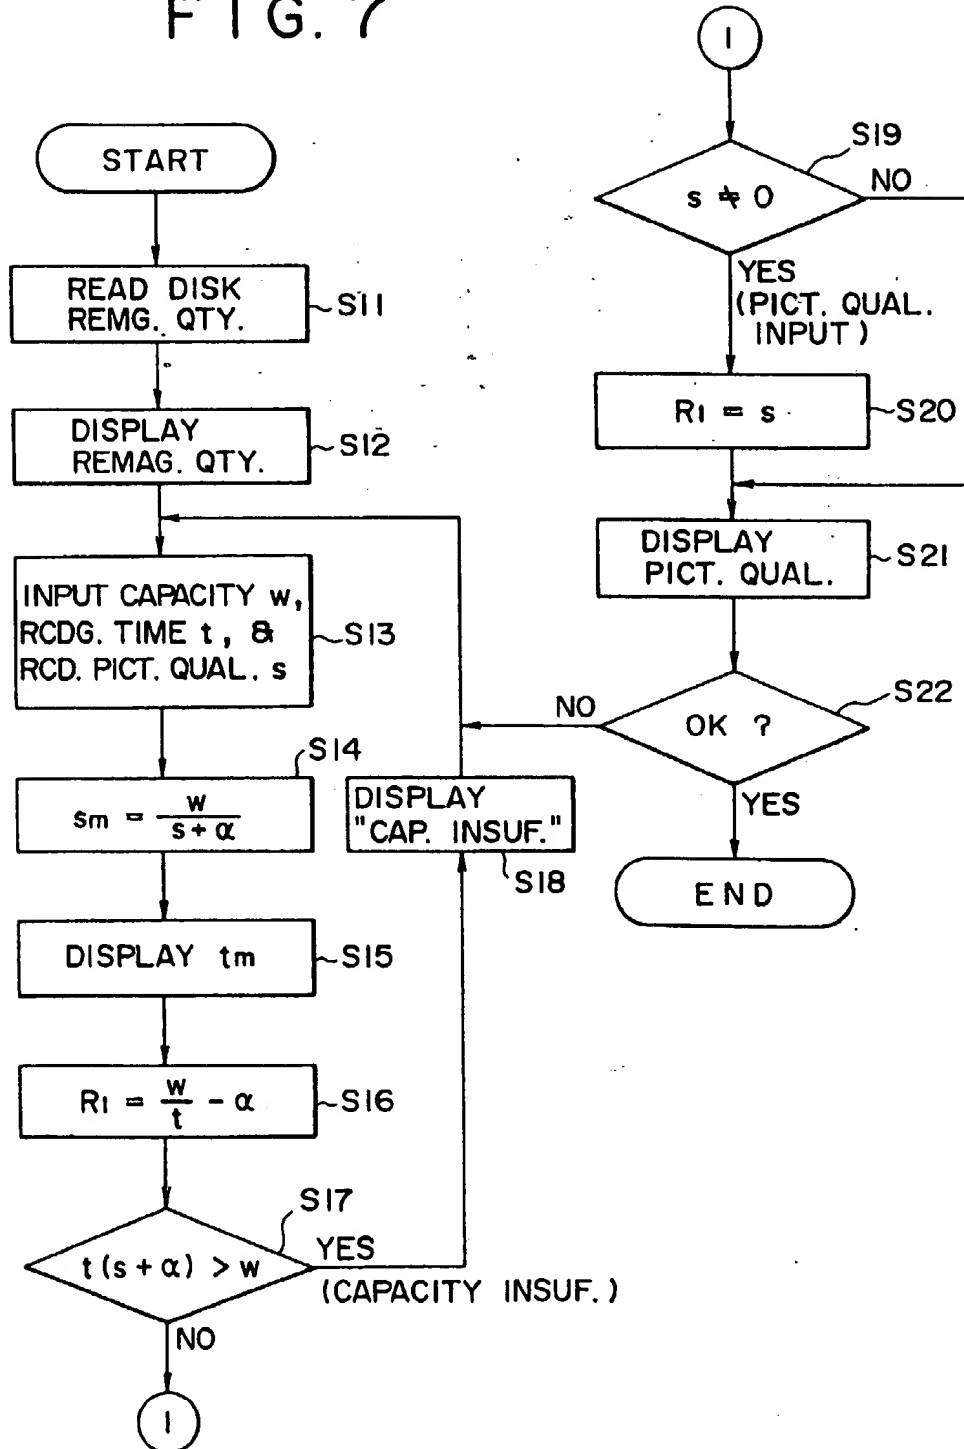 FIG. 7
START
READ DISK
REMG. QTY.
S11
DISPLAY
REMAG. QTY.
S12
INPUT CAPACITY w,
RCDG. TIME t, &
RCD. PICT. QUAL. s
S13
S14
sm = w / s + α
DISPLAY tm
S15
R1 = w / t - α
S16
S17
t (s + α) > w
YES
(CAPACITY INSUF.)
NO
1
DISPLAY
"CAP. INSUF."
S18
1
S19
s ≠ 0
NO
YES
(PICT. QUAL.
INPUT)
R1 = s
S20
DISPLAY
PICT. QUAL.
S21
S22
OK ?
NO
YES
END